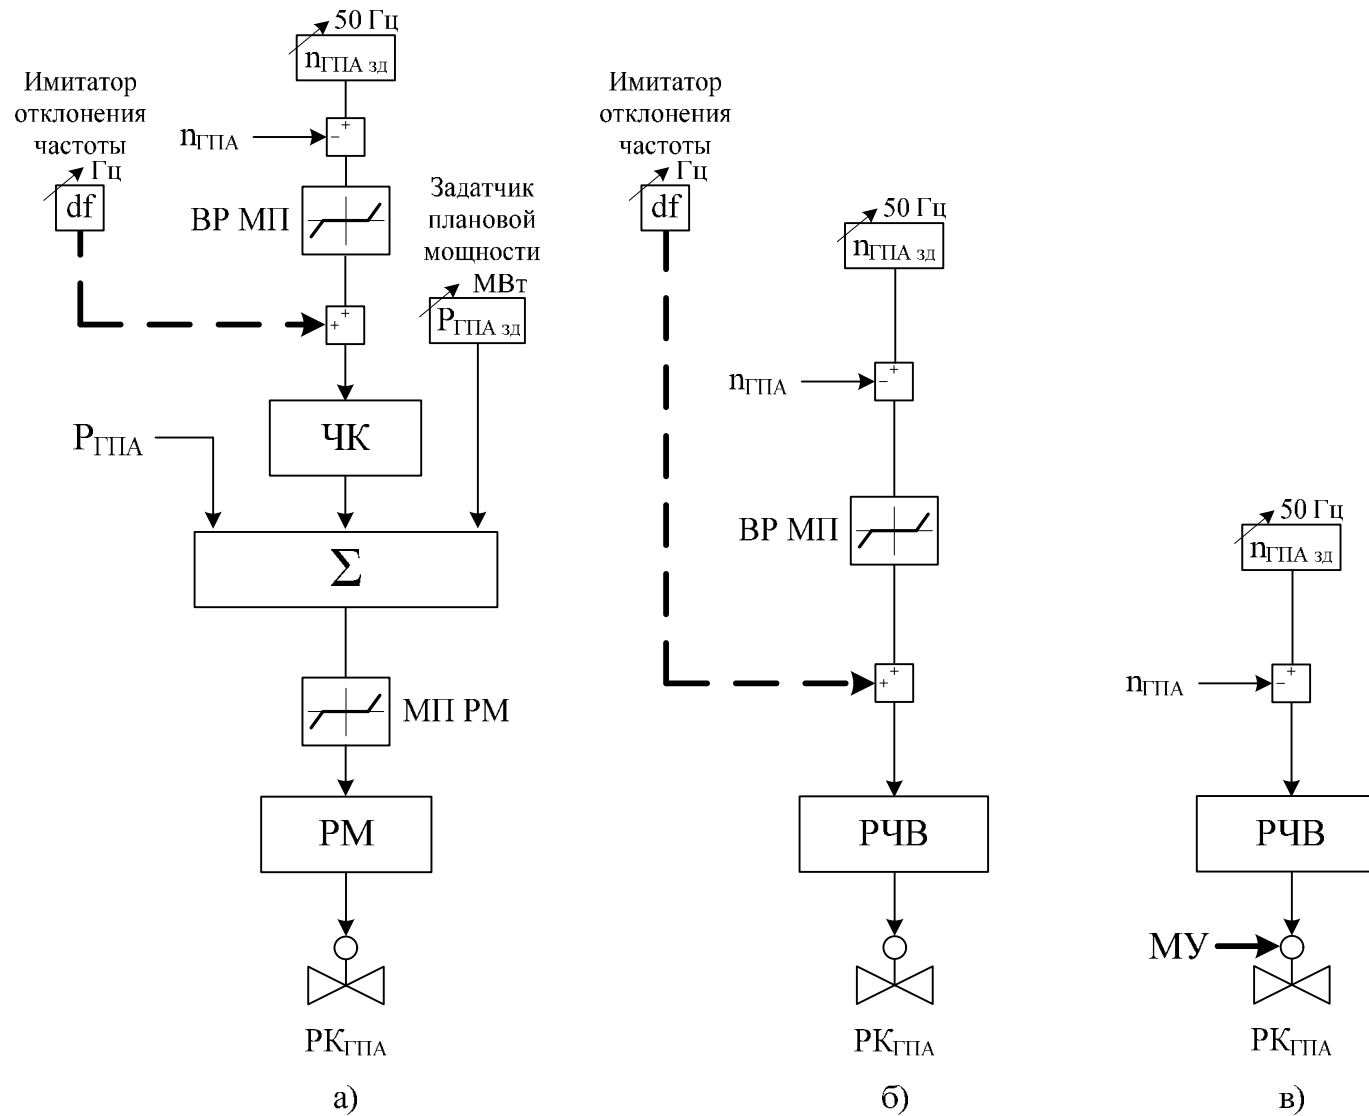 50 Гц
nГПА зд
Имитатор
отклонения
частоты
Гц
df
nГПА
- +
ВР МП
Задатчик
плановой
мощности
МВт
PГПА зд
+ +
ЧК
PГПА
Σ
МП РМ
РМ
РКГПА
а)
Имитатор
отклонения
частоты
Гц
df
50 Гц
nГПА зд
nГПА
- +
ВР МП
+ +
РЧВ
РКГПА
б)
50 Гц
nГПА зд
nГПА
- +
РЧВ
МУ
РКГПА
в)